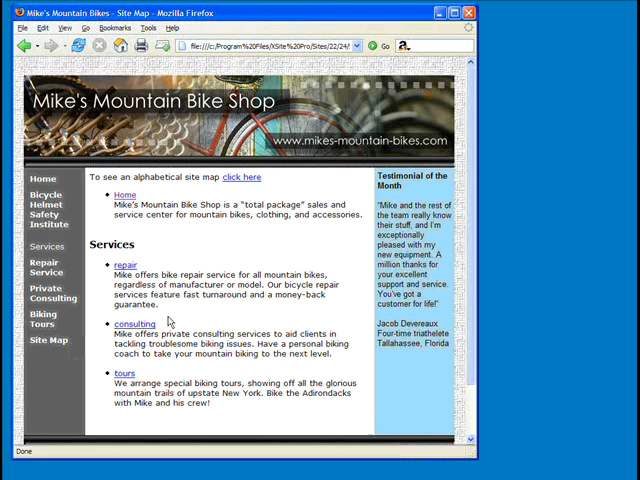 Mike's Mountain Bikes - Site Map - Mozilla Firefox
File Edit View Go Bookmarks Tools Help
file:///c:/Program%20Files/XSite%20Pro/Sites/22/24/ Go a
Mike's Mountain Bike Shop
www.mikes-mountain-bikes.com
Home
Bicycle
Helmet
Safety
Institute
Services
Repair
Service
Private
Consulting
Biking
Tours
Site Map
To see an alphabetical site map click here
Home
Mike's Mountain Bike Shop is a "total package" sales and
service center for mountain bikes, clothing, and accessories.
Services
repair
Mike offers bike repair service for all mountain bikes,
regardless of manufacturer or model. Our bicycle repair
services feature fast turnaround and a money-back
guarantee.
consulting
Mike offers private consulting services to aid clients in
tackling troublesome biking issues. Have a personal biking
coach to take your mountain biking to the next level.
tours
We arrange special biking tours, showing off all the glorious
mountain trails of upstate New York. Bike the Adirondacks
with Mike and his crew!
Testimonial of the
Month
"Mike and the rest of
the team really know
their stuff, and I'm
exceptionally
pleased with my
new equipment. A
million thanks for
your excellent
support and service.
You've got a
customer for life!"
Jacob Devereaux
Four-time triathlete
Tallahassee, Florida
Done